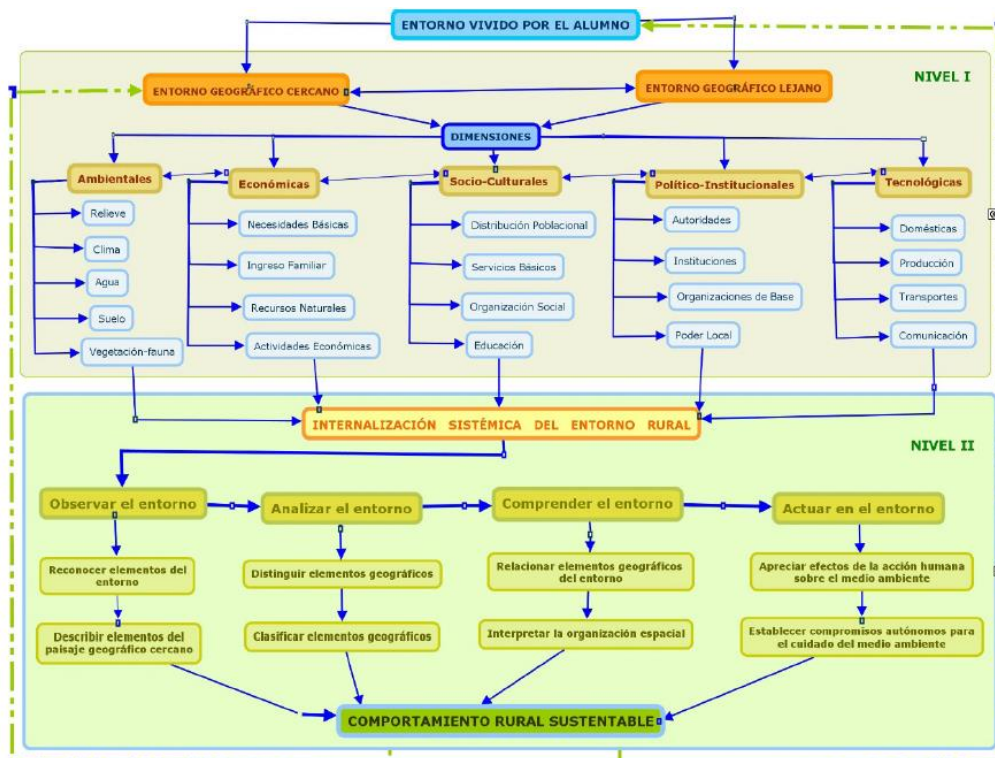 ENTORNO VIVIDO POR EL ALUMNO
NIVEL I
ENTORNO GEOGRÁFICO CERCANO
ENTORNO GEOGRÁFICO LEJANO
DIMENSIONES
Ambientales
Económicas
Socio-Culturales
Político-Institucionales
Tecnológicas
Relieve
Clima
Agua
Suelo
Vegetación-fauna
Necesidades Básicas
Ingreso Familiar
Recursos Naturales
Actividades Económicas
Distribución Poblacional
Servicios Básicos
Organización Social
Educación
Autoridades
Instituciones
Organizaciones de Base
Poder Local
Domésticas
Producción
Transportes
Comunicación
INTERNALIZACIÓN SISTÉMICA DEL ENTORNO RURAL
NIVEL II
Observar el entorno
Analizar el entorno
Comprender el entorno
Actuar en el entorno
Reconocer elementos del
entorno
Describir elementos del
paisaje geográfico cercano
Distinguir elementos geográficos
Clasificar elementos geográficos
Relacionar elementos geográficos
del entorno
Interpretar la organización espacial
Apreciar efectos de la acción humana
sobre el medio ambiente
Establecer compromisos autónomos para
el cuidado del medio ambiente
COMPORTAMIENTO RURAL SUSTENTABLE